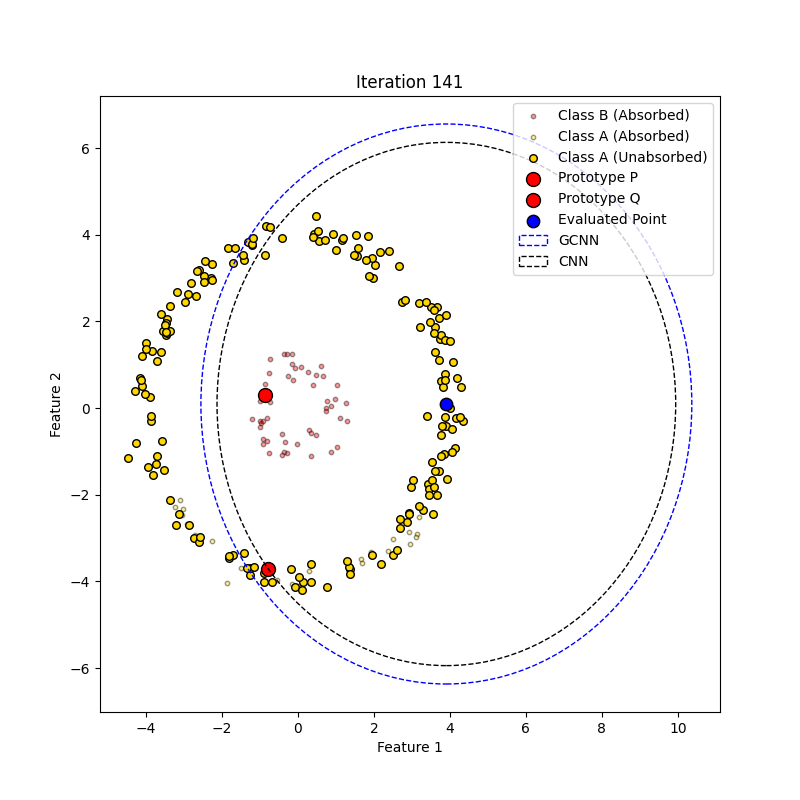 Iteration 141
Class B (Absorbed)
Class A (Absorbed)
Class A (Unabsorbed)
Prototype P
Prototype Q
Evaluated Point
GCNN
CNN
Feature 2
6
4
2
0
−2
−4
−6
−4 −2 0 2 4 6 8 10
Feature 1